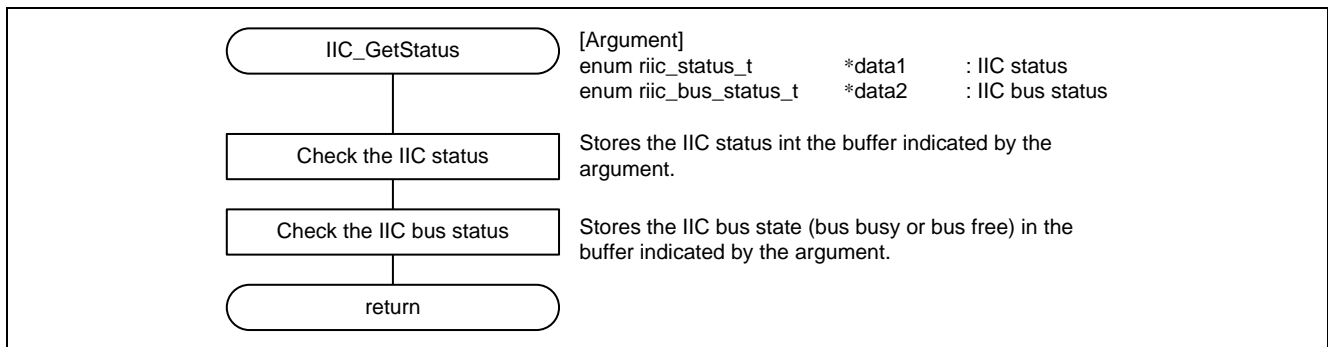 IIC_GetStatus
[Argument]
enum riic_status_t *data1 : IIC status
enum riic_bus_status_t *data2 : IIC bus status
Check the IIC status
Stores the IIC status int the buffer indicated by the
argument.
Check the IIC bus status
Stores the IIC bus state (bus busy or bus free) in the
buffer indicated by the argument.
return